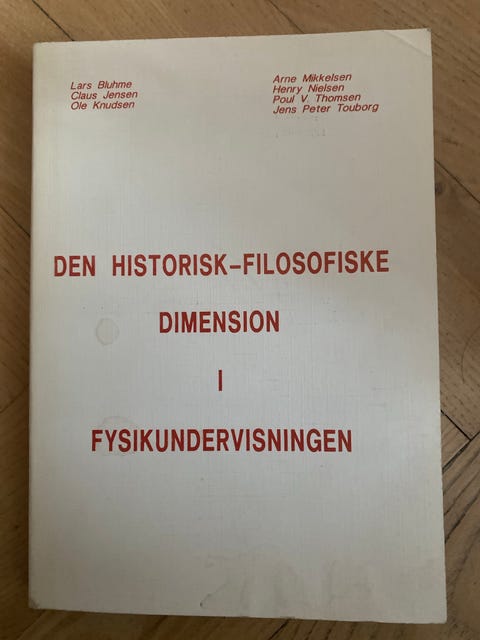 Lars Bluhme
Claus Jensen
Ole Knudsen
Arne Mikkelsen
Henry Nielsen
Poul V. Thomsen
Jens Peter Touborg
DEN HISTORISK-FILOSOFISKE
DIMENSION
I
FYSIKUNDERVISNINGEN